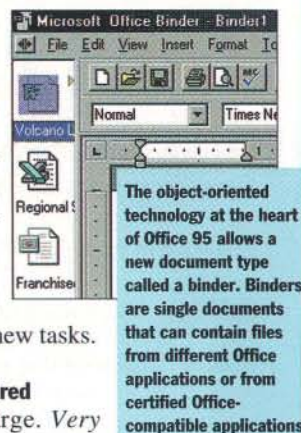 Microsoft Office Binder - Binder1
File Edit View Insert Format
Normal
Times
Volcano
Regional
Franchise
The object-oriented
technology at the heart
of Office 95 allows a
new document type
called a binder. Binders
are single documents
that can contain files
from different Office
applications or from
certified Office-
compatible applications
new tasks.
red
rge. Very